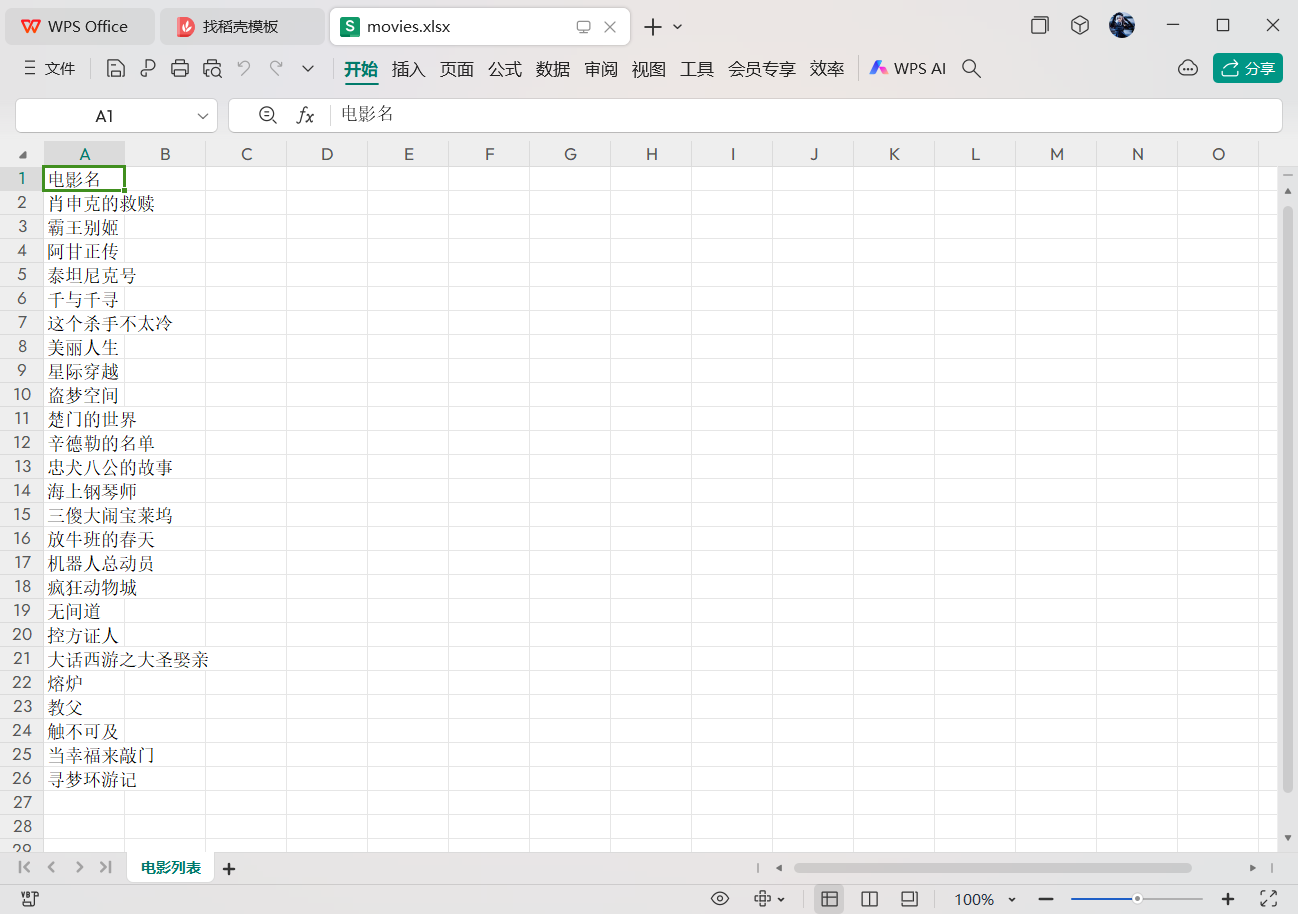 WPS Office 找稻壳模板 movies.xlsx
文件 开始 插入 页面 公式 数据 审阅 视图 工具 会员专享 效率 WPS AI 分享
A1 fx 电影名
A B C D E F G H I J K L M N O
1 电影名
2 肖申克的救赎
3 霸王别姬
4 阿甘正传
5 泰坦尼克号
6 千与千寻
7 这个杀手不太冷
8 美丽人生
9 星际穿越
10 盗梦空间
11 楚门的世界
12 辛德勒的名单
13 忠犬八公的故事
14 海上钢琴师
15 三傻大闹宝莱坞
16 放牛班的春天
17 机器人总动员
18 疯狂动物城
19 无间道
20 控方证人
21 大话西游之大圣娶亲
22 熔炉
23 教父
24 触不可及
25 当幸福来敲门
26 寻梦环游记
27
28
29
电影列表
100%